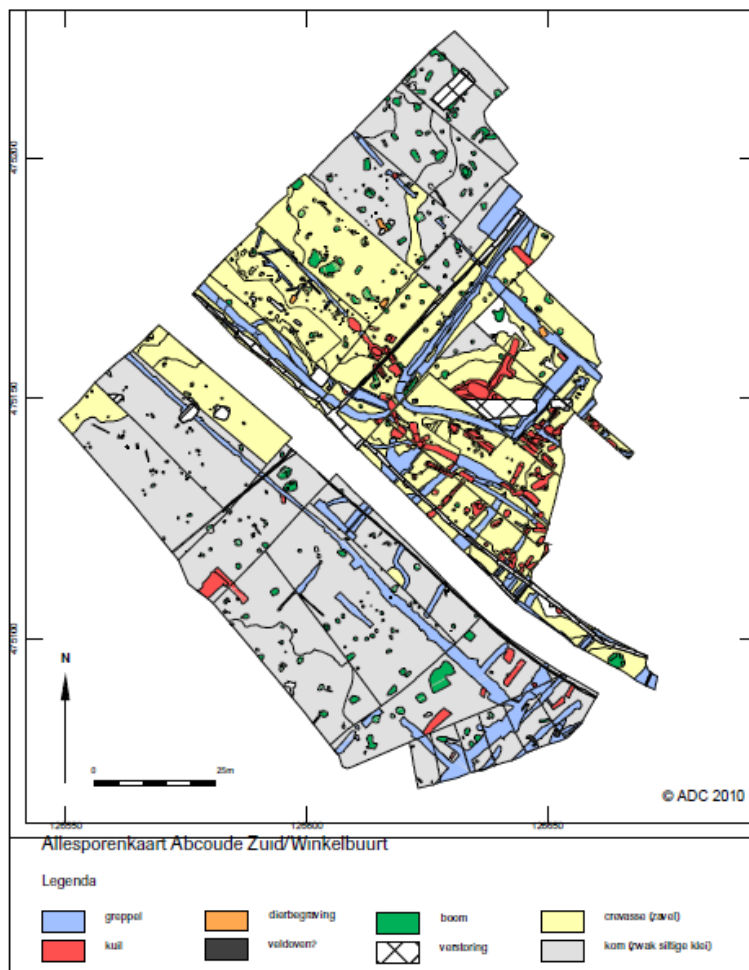 475200
475150
475100
N
0 25m
© ADC 2010
126550 126600 126650
Allesporenkaart Abcoude Zuid/Winkelbuurt
Legenda
greppel dierbegraving boom crevasse (zavel)
kuil veldoven? verstoring kom (zwak siltige klei)